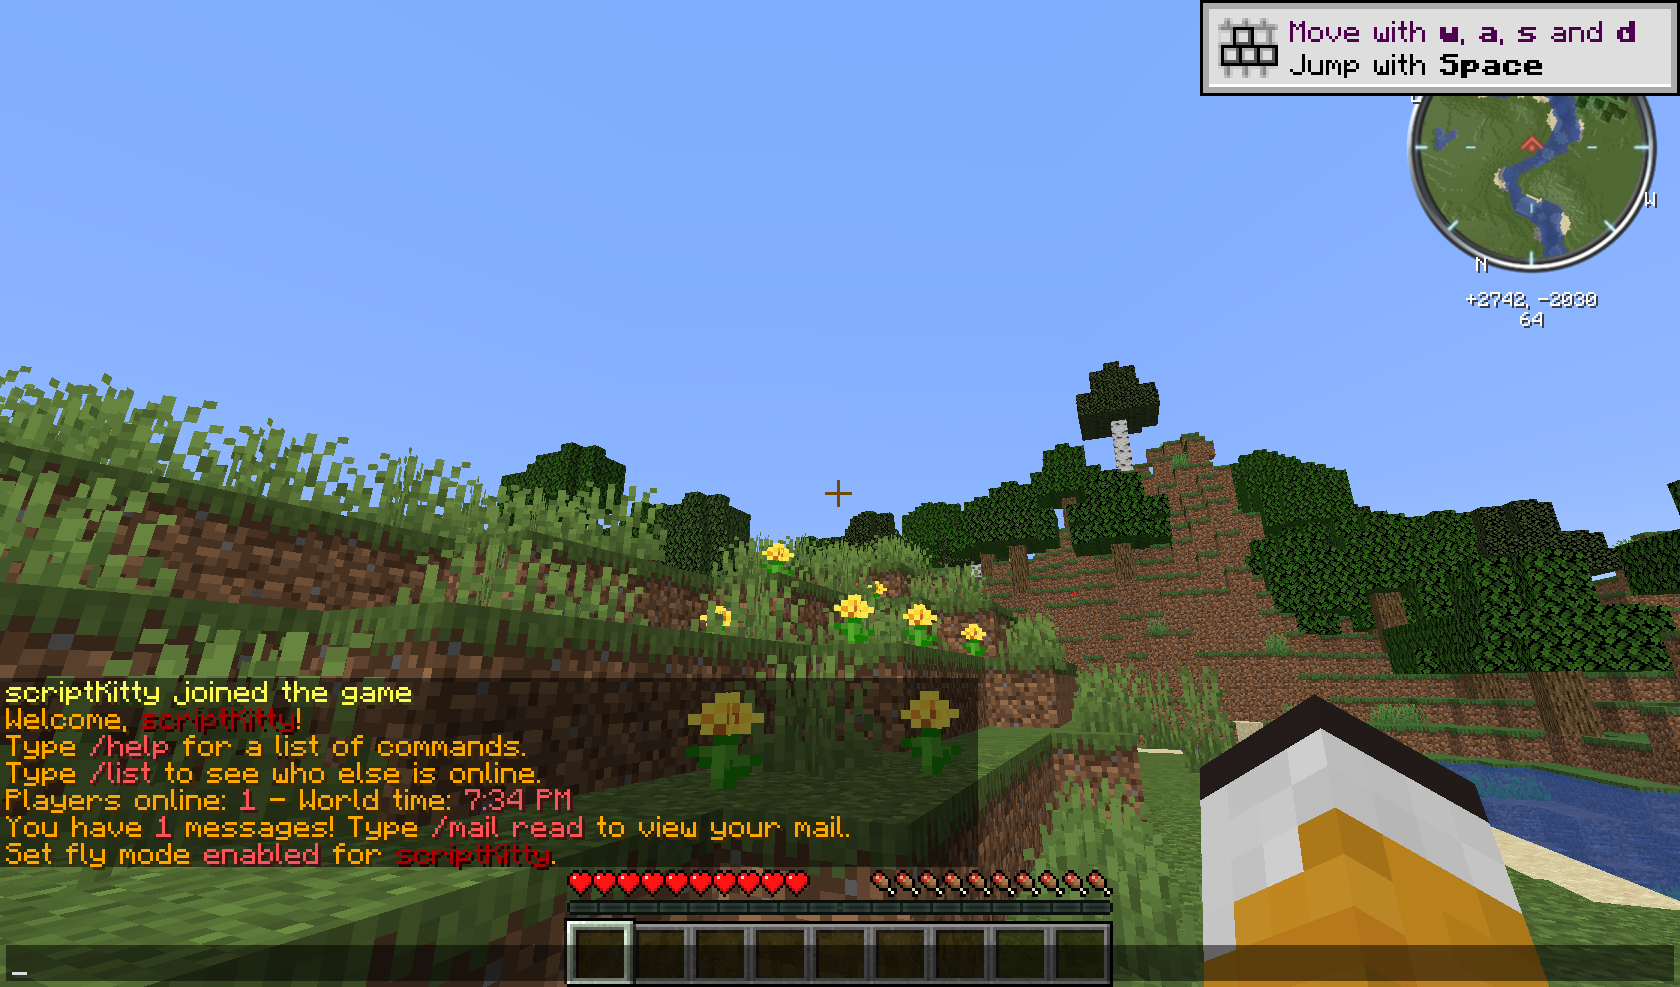 Move with w, a, s and d
Jump with Space
W
N
+2742, -2030
64
scriptKitty joined the game
Welcome, scriptKitty!
Type /help for a list of commands.
Type /list to see who else is online.
Players online: 1 - World time: 7:34 PM
You have 1 messages! Type /mail read to view your mail.
Set fly mode enabled for scriptKitty.
_